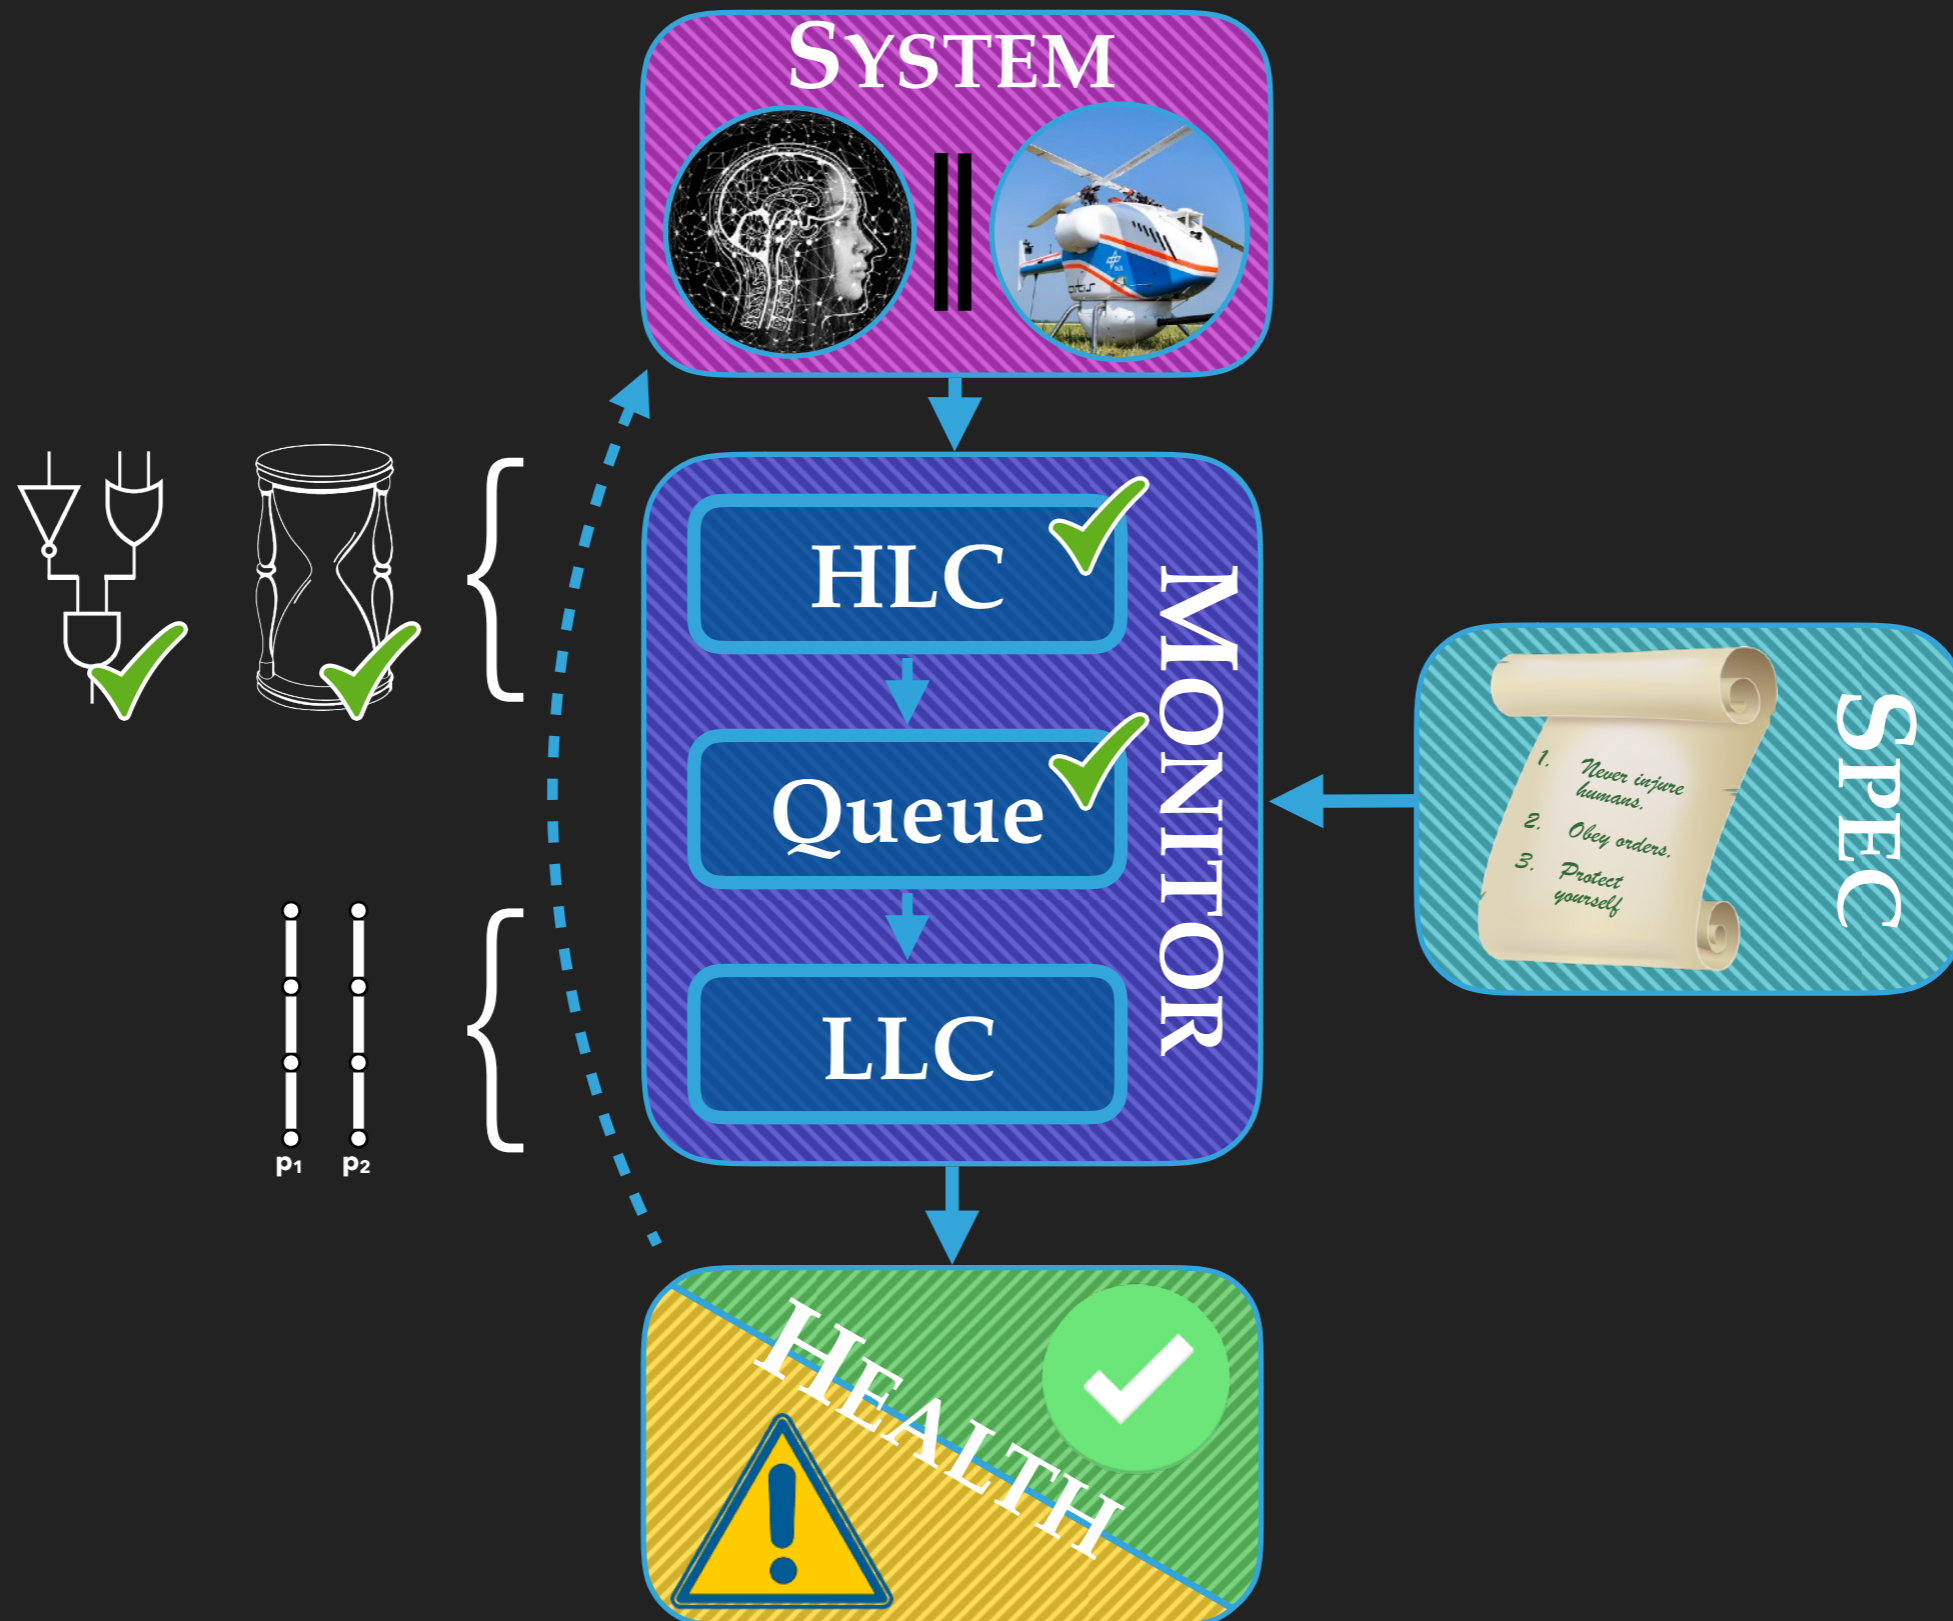 SYSTEM
artis
HLC
Queue
LLC
MONITOR
SPEC
1. Never injure
humans.
2. Obey orders.
3. Protect
yourself
p1 p2
HEALTH